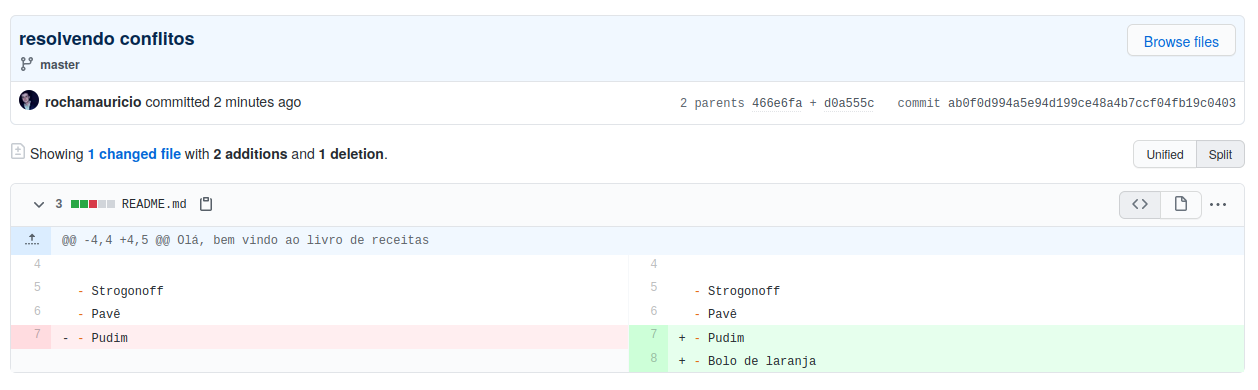 resolvendo conflitos
Browse files
master
rochamauricio committed 2 minutes ago
2 parents 466e6fa + d0a555c commit ab0f0d994a5e94d199ce48a4b7ccf04fb19c0403
Showing 1 changed file with 2 additions and 1 deletion.
Unified Split
3 README.md
@@ -4,4 +4,5 @@ Olá, bem vindo ao livro de receitas
4 4
5 - Strogonoff 5 - Strogonoff
6 - Pavê 6 - Pavê
7 - - Pudim 7 + - Pudim
8 + - Bolo de laranja